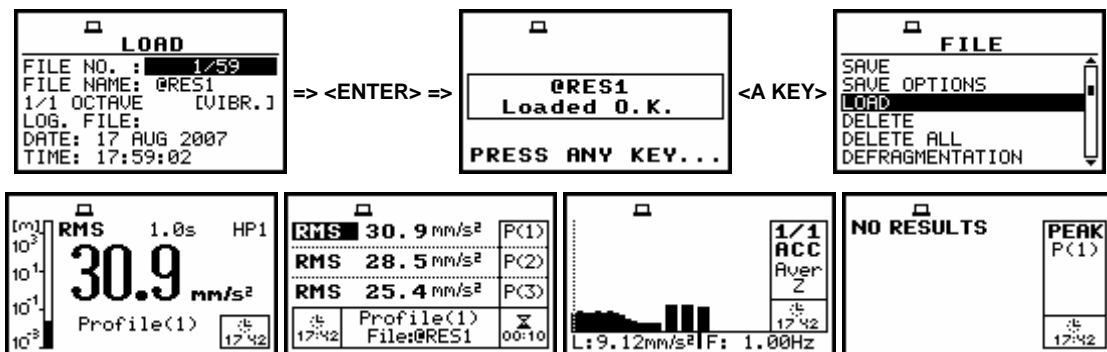 LOAD
FILE NO. : 1/59
FILE NAME: @RES1
1/1 OCTAVE [VIBR.]
LOG. FILE:
DATE: 17 AUG 2007
TIME: 17:59:02
=> <ENTER> =>
@RES1
Loaded O.K.
PRESS ANY KEY...
<A KEY>
FILE
SAVE
SAVE OPTIONS
LOAD
DELETE
DELETE ALL
DEFRAGMENTATION
[m] RMS 1.0s HP1
10³
10¹
10⁻¹
10⁻³
30.9 mm/s²
Profile(1)
17:42
RMS 30.9 mm/s² P(1)
RMS 28.5 mm/s² P(2)
RMS 25.4 mm/s² P(3)
17:42 Profile(1) 00:10
File:@RES1
1/1
ACC
Aver
Z
17:42
L:9.12mm/s² F: 1.00Hz
NO RESULTS
PEAK
P(1)
17:42